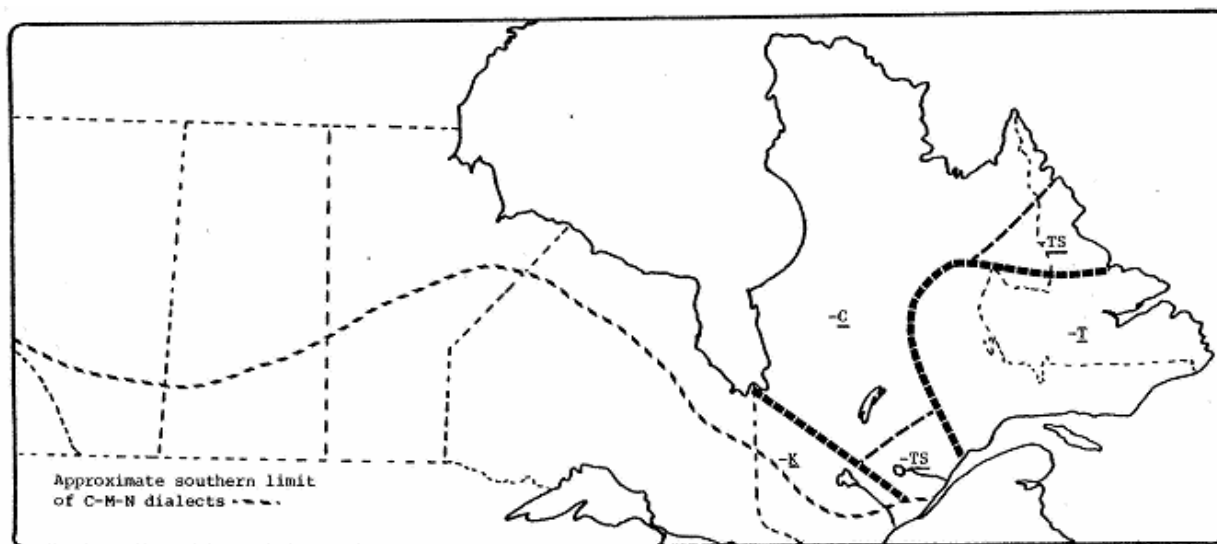 -TS
-C
-T
-K
-TS
Approximate southern limit
of C-M-N dialects